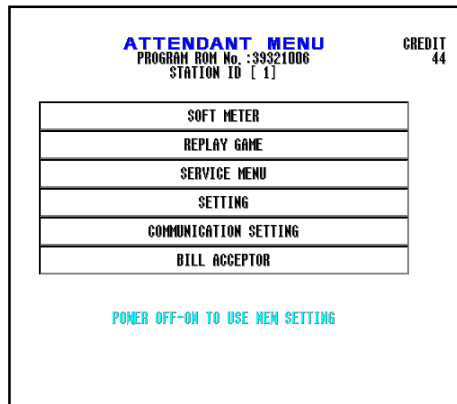 ATTENDANT MENU
CREDIT
PROGRAM ROM No. :39321006
44
STATION ID [ 1]
SOFT METER
REPLAY GAME
SERVICE MENU
SETTING
COMMUNICATION SETTING
BILL ACCEPTOR
POWER OFF-ON TO USE NEW SETTING